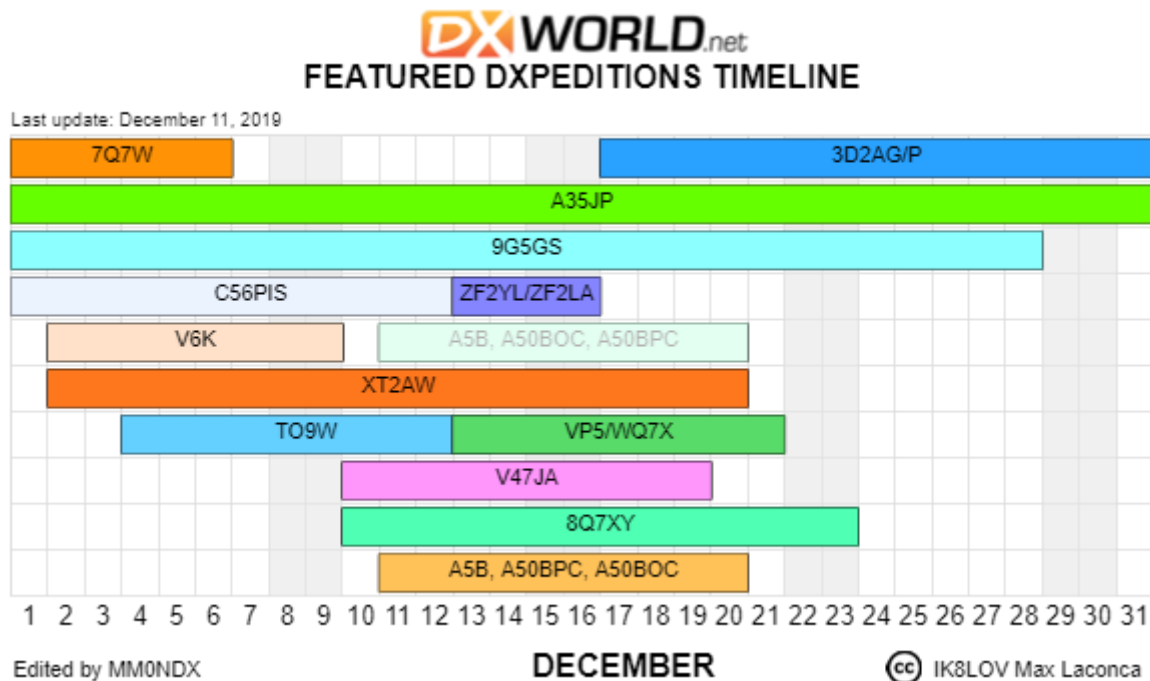 DX WORLD.net
FEATURED DXPEDITIONS TIMELINE
Last update: December 11, 2019
7Q7W 3D2AG/P
A35JP
9G5GS
C56PIS ZF2YL/ZF2LA
V6K A5B, A50BOC, A50BPC
XT2AW
TO9W VP5/WQ7X
V47JA
8Q7XY
A5B, A50BPC, A50BOC
1 2 3 4 5 6 7 8 9 10 11 12 13 14 15 16 17 18 19 20 21 22 23 24 25 26 27 28 29 30 31
Edited by MM0NDX DECEMBER cc IK8LOV Max Laconca